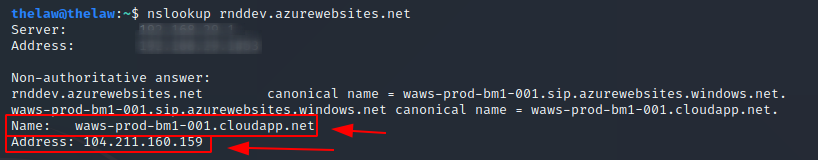 thelaw@thelaw:~$ nslookup rnddev.azurewebsites.net
Server:
Address:
Non-authoritative answer:
rnddev.azurewebsites.net canonical name = waws-prod-bm1-001.sip.azurewebsites.windows.net.
waws-prod-bm1-001.sip.azurewebsites.windows.net canonical name = waws-prod-bm1-001.cloudapp.net.
Name: waws-prod-bm1-001.cloudapp.net
Address: 104.211.160.159